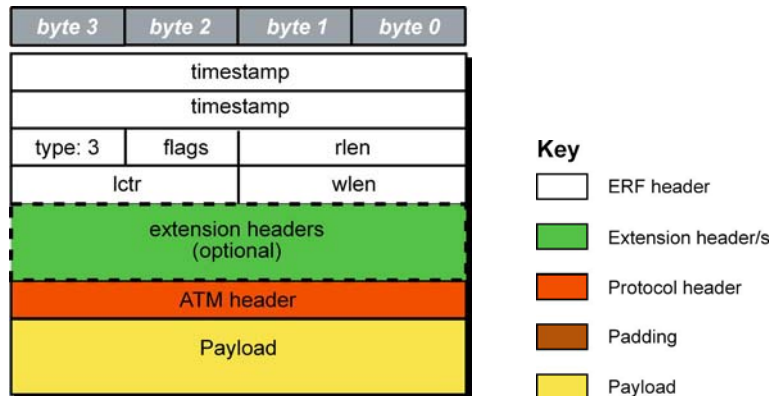 byte 3 byte 2 byte 1 byte 0
timestamp
timestamp
type: 3 flags rlen
lctr wlen
extension headers
(optional)
ATM header
Payload
Key
ERF header
Extension header/s
Protocol header
Padding
Payload